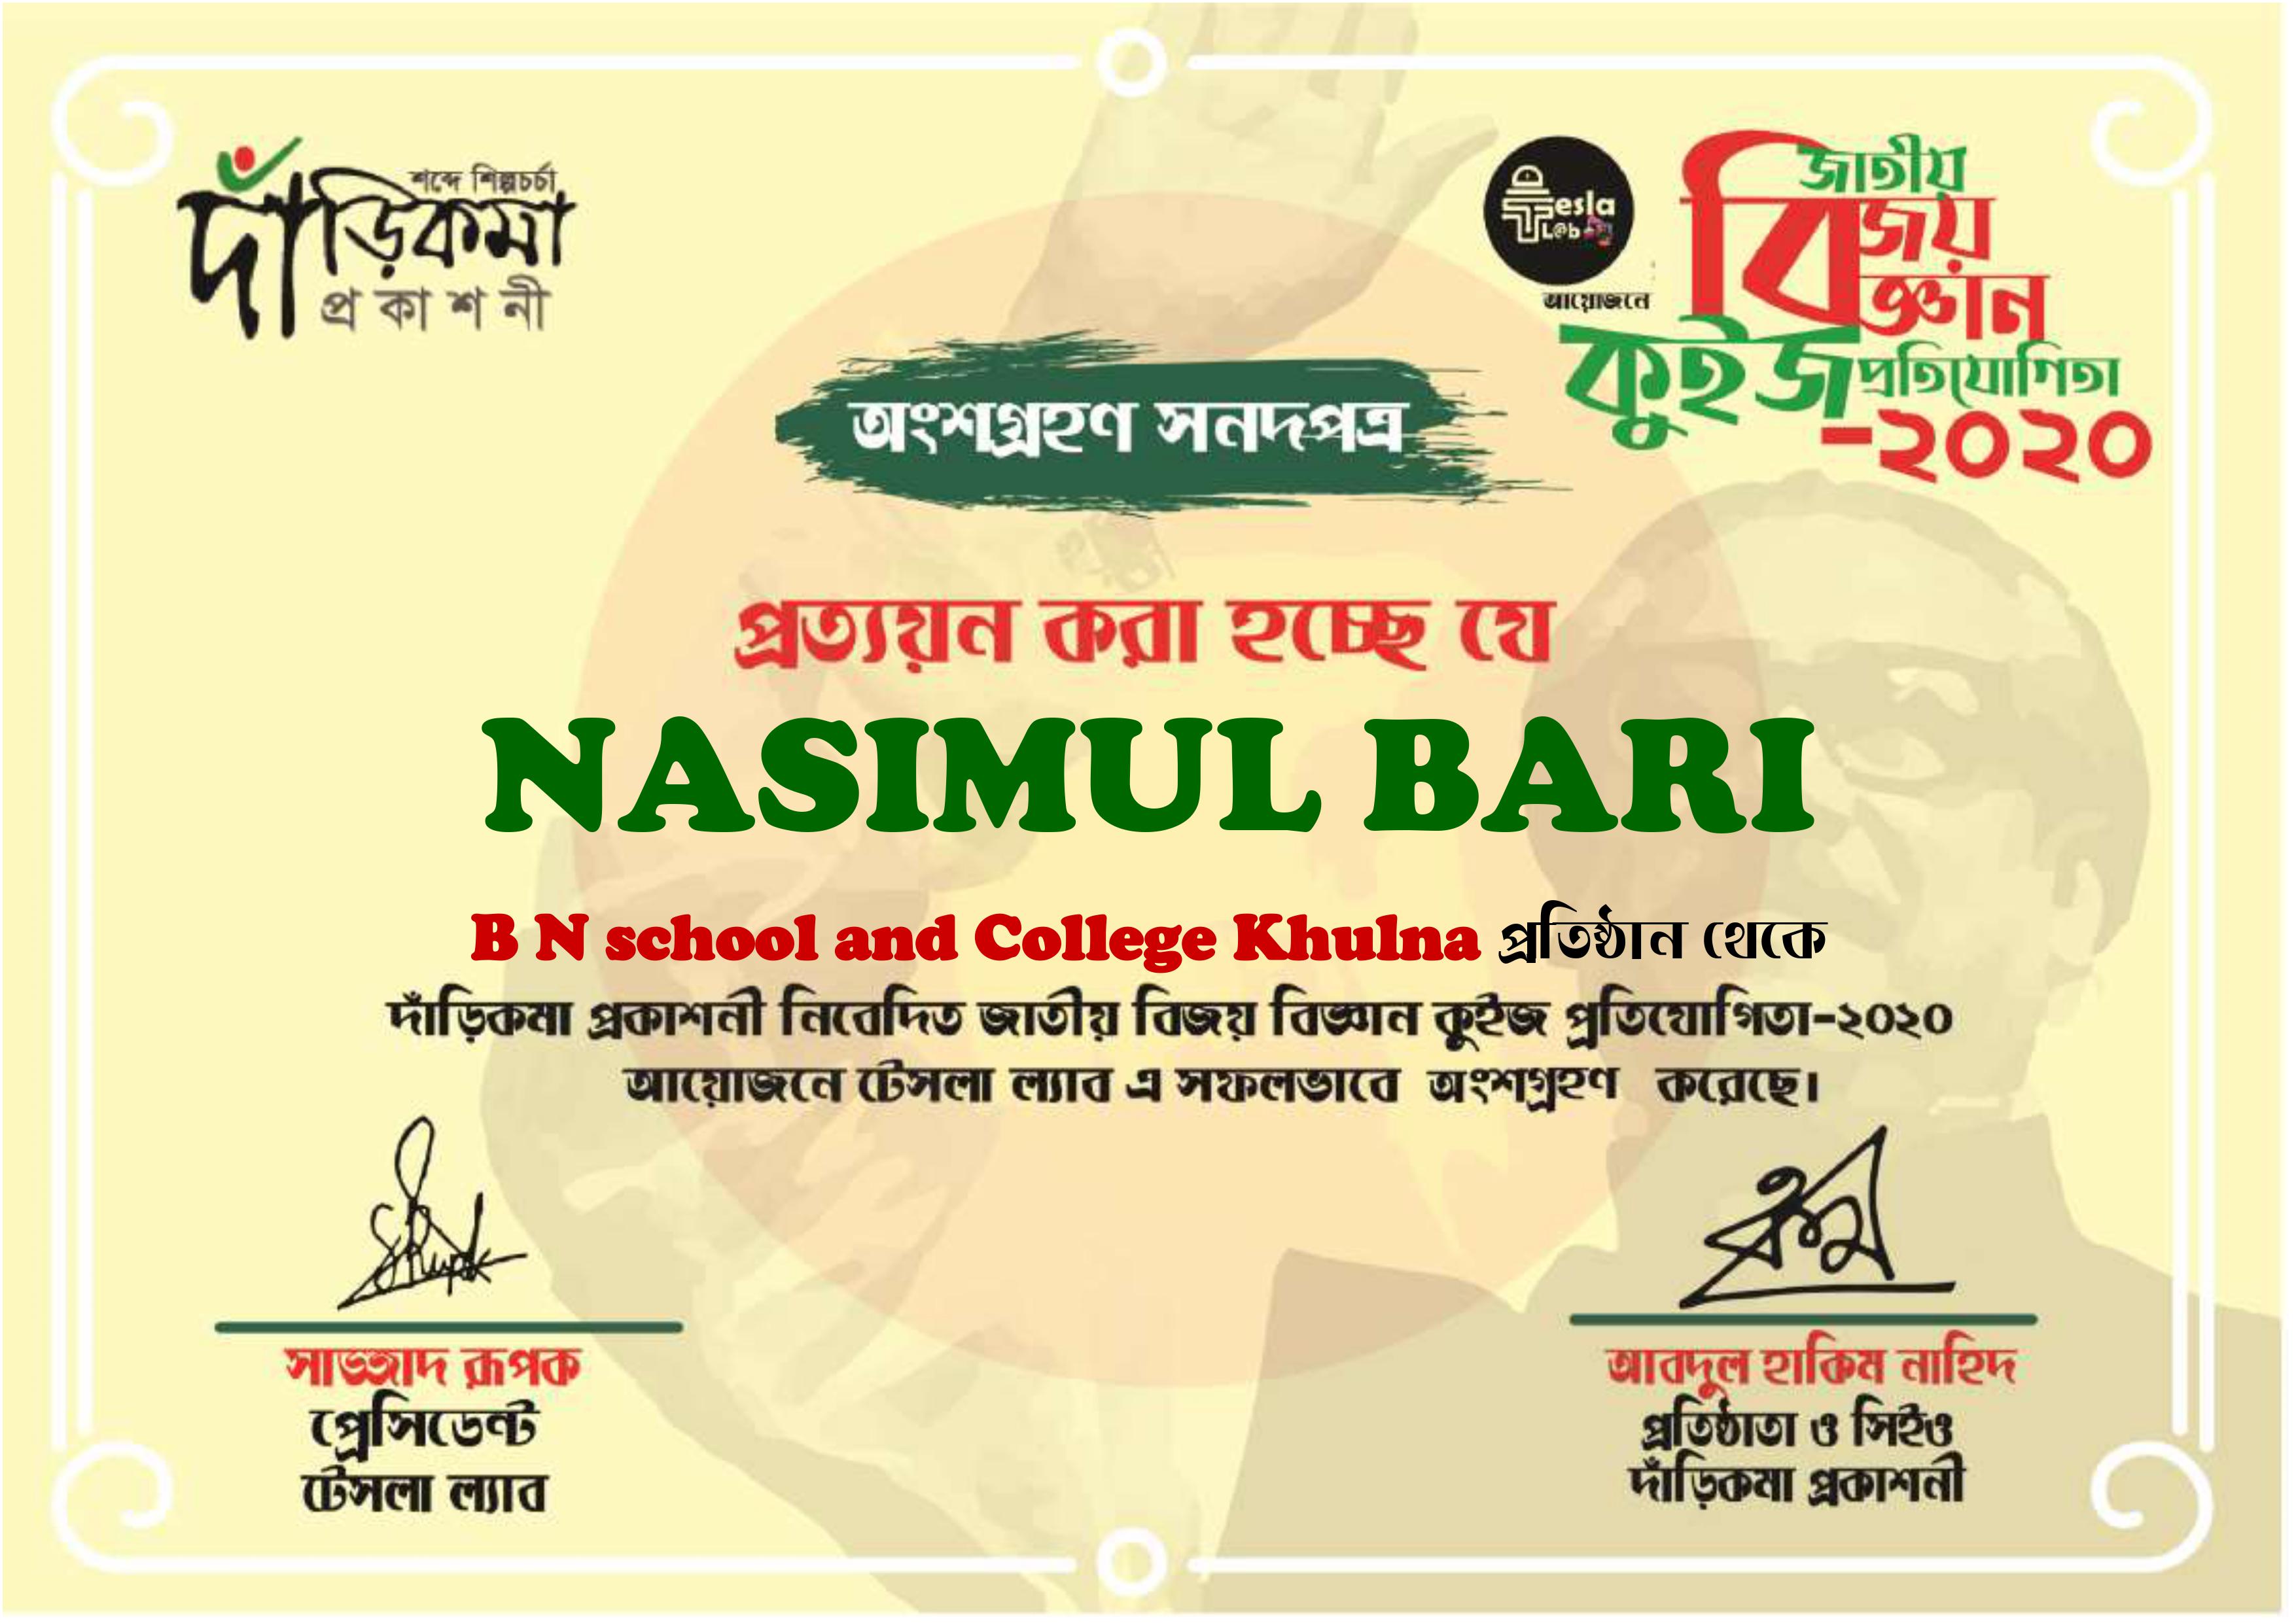 শব্দে শিল্পচর্চা
দাঁড়িকমা
প্রকাশনী
Tesla
L@b
আয়োজনে
জাতীয়
বিজয়
বিজ্ঞান
কুইজ প্রতিযোগিতা
-২০২০
অংশগ্রহণ সনদপত্র
প্রত্যয়ন করা হচ্ছে যে
NASIMUL BARI
B N school and College Khulna প্রতিষ্ঠান থেকে
দাঁড়িকমা প্রকাশনী নিবেদিত জাতীয় বিজয় বিজ্ঞান কুইজ প্রতিযোগিতা-২০২০
আয়োজনে টেসলা ল্যাব এ সফলভাবে অংশগ্রহণ করেছে।
সাজ্জাদ রূপক
প্রেসিডেন্ট
টেসলা ল্যাব
আবদুল হাকিম নাহিদ
প্রতিষ্ঠাতা ও সিইও
দাঁড়িকমা প্রকাশনী